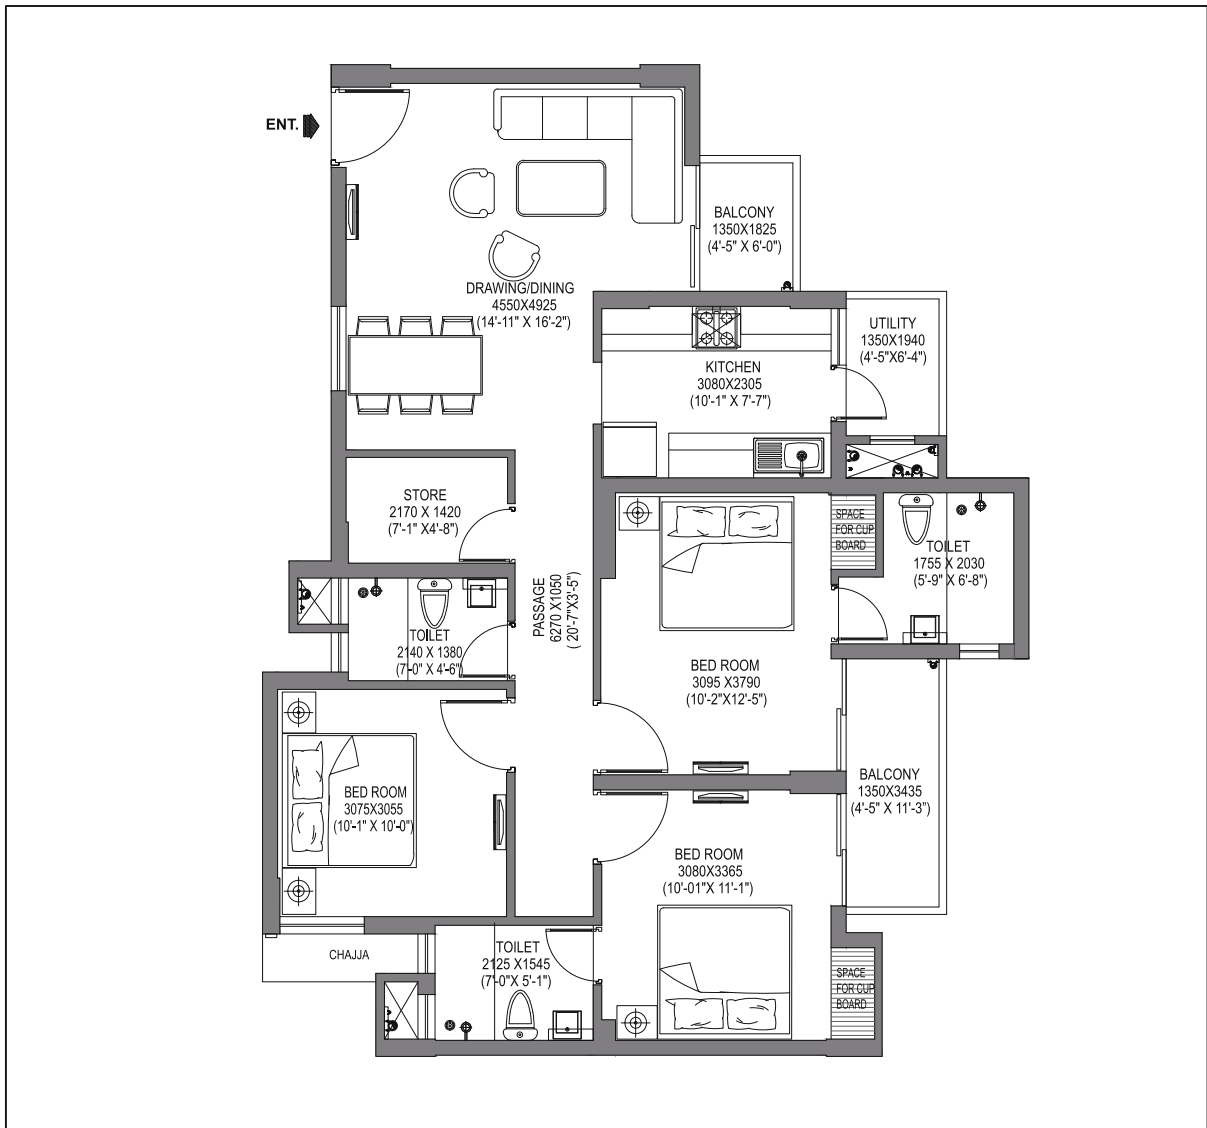 ENT.
BALCONY
1350X1825
(4'-5" X 6'-0")
DRAWING/DINING
4550X4925
(14'-11" X 16'-2")
UTILITY
1350X1940
(4'-5"X6'-4")
KITCHEN
3080X2305
(10'-1" X 7'-7")
STORE
2170 X 1420
(7'-1" X4'-8")
SPACE
FOR CUP
BOARD
TOILET
1755 X 2030
(5'-9" X 6'-8")
PASSAGE
6270 X1050
(20'-7"X3'-5")
TOILET
2140 X 1380
(7'-0" X 4'-6")
BED ROOM
3095 X3790
(10'-2"X12'-5")
BED ROOM
3075X3055
(10'-1" X 10'-0")
BALCONY
1350X3435
(4'-5" X 11'-3")
BED ROOM
3080X3365
(10'-01"X 11'-1")
CHAJJA
TOILET
2125 X1545
(7'-0"X 5'-1")
SPACE
FOR CUP
BOARD